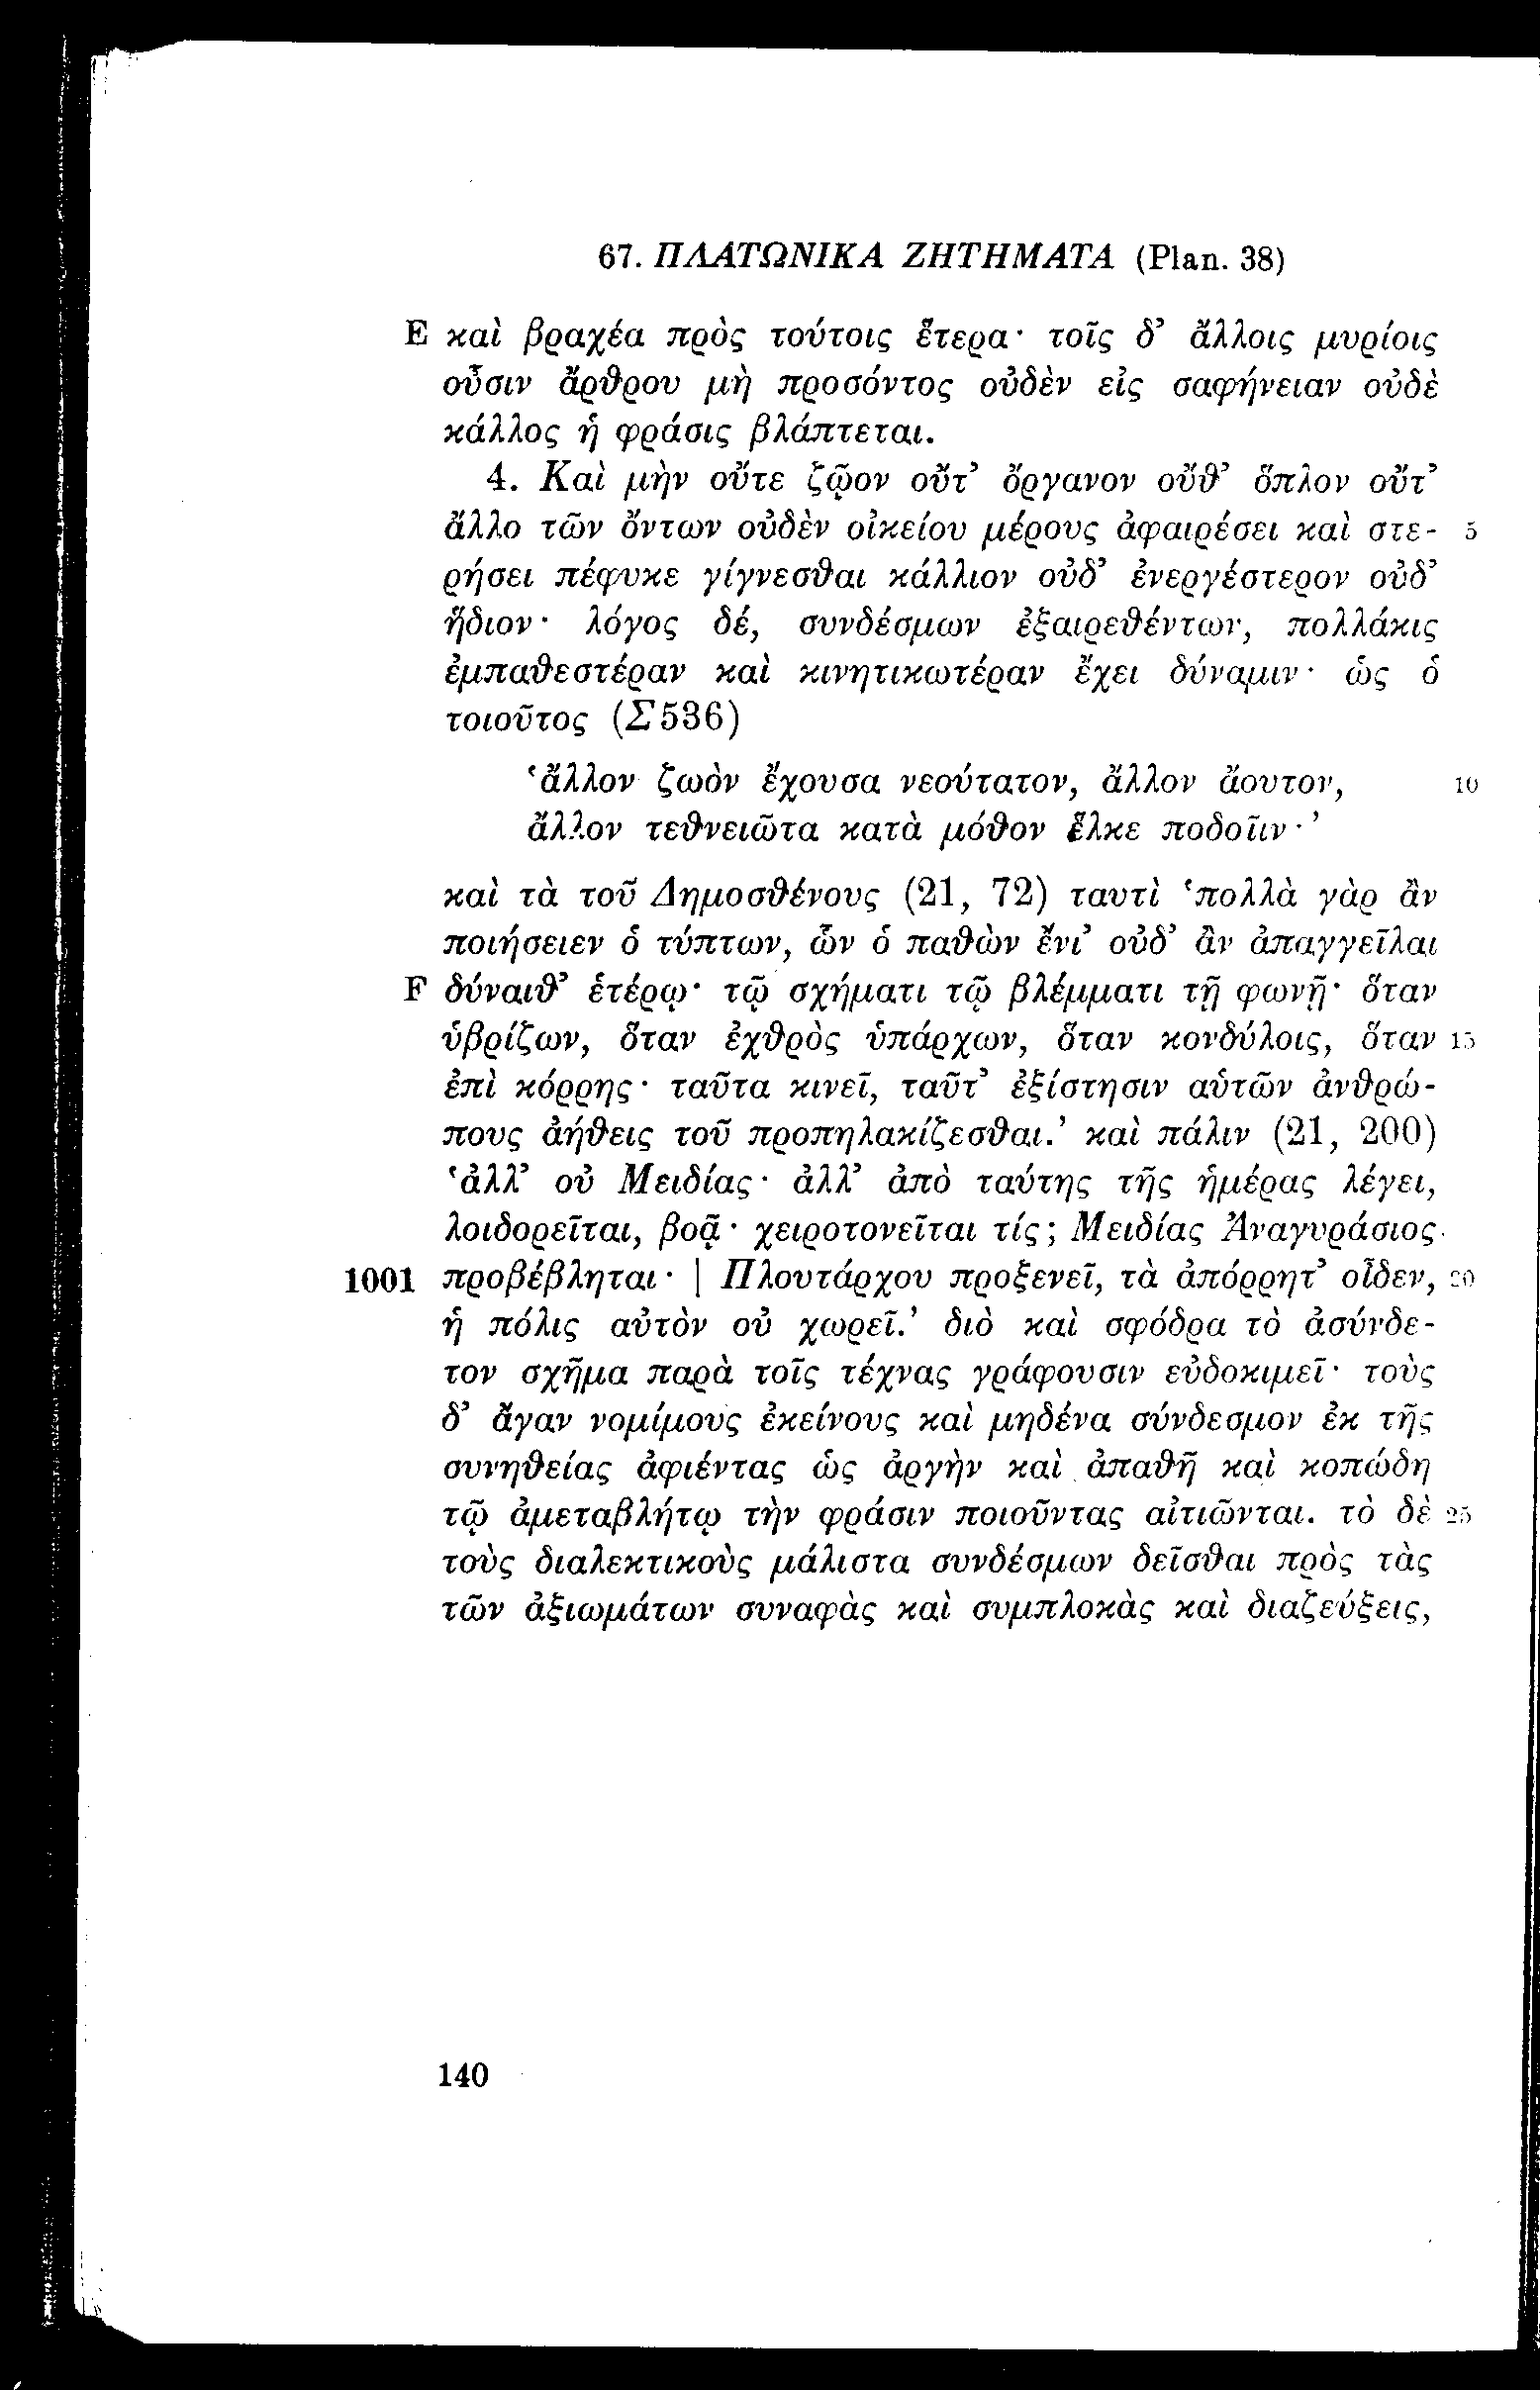 67. ΠΛΑΤΩΝΙΚΑ ΖΗΤΗΜΑΤΑ (Plan. 38)
E καὶ βραχέα πρὸς τούτοις ἕτερα· τοῖς δ’ ἄλλοις μυρίοις
οὖσιν ἄρθρου μὴ προσόντος οὐδὲν εἰς σαφήνειαν οὐδὲ
κάλλος ἡ φράσις βλάπτεται.
4. Καὶ μὴν οὔτε ζῷον οὔτ’ ὄργανον οὔθ’ ὅπλον οὔτ’
ἄλλο τῶν ὄντων οὐδὲν οἰκείου μέρους ἀφαιρέσει καὶ στε- 5
ρήσει πέφυκε γίγνεσθαι κάλλιον οὐδ’ ἐνεργέστερον οὐδ’
ἥδιον· λόγος δέ, συνδέσμων ἐξαιρεθέντων, πολλάκις
ἐμπαθεστέραν καὶ κινητικωτέραν ἔχει δύναμιν· ὡς ὁ
τοιοῦτος (Σ 536)
‘ἄλλον ζωὸν ἔχουσα νεούτατον, ἄλλον ἄουτον, 10
ἄλλον τεθνειῶτα κατὰ μόθον ἕλκε ποδοῖιν·’
καὶ τὰ τοῦ Δημοσθένους (21, 72) ταυτὶ ‘πολλὰ γὰρ ἂν
ποιήσειεν ὁ τύπτων, ὧν ὁ παθὼν ἔνι’ οὐδ’ ἂν ἀπαγγεῖλαι
F δύναιθ’ ἑτέρῳ· τῷ σχήματι τῷ βλέμματι τῇ φωνῇ· ὅταν
ὑβρίζων, ὅταν ἐχθρὸς ὑπάρχων, ὅταν κονδύλοις, ὅταν 15
ἐπὶ κόρρης· ταῦτα κινεῖ, ταῦτ’ ἐξίστησιν αὑτῶν ἀνθρώ-
πους ἀήθεις τοῦ προπηλακίζεσθαι.’ καὶ πάλιν (21, 200)
‘ἀλλ’ οὐ Μειδίας· ἀλλ’ ἀπὸ ταύτης τῆς ἡμέρας λέγει,
λοιδορεῖται, βοᾷ· χειροτονεῖται τίς; Μειδίας Ἀναγυράσιος
1001 προβέβληται· | Πλουτάρχου προξενεῖ, τὰ ἀπόρρητ’ οἶδεν, 20
ἡ πόλις αὐτὸν οὐ χωρεῖ.’ διὸ καὶ σφόδρα τὸ ἀσύνδε-
τον σχῆμα παρὰ τοῖς τέχνας γράφουσιν εὐδοκιμεῖ· τοὺς
δ’ ἄγαν νομίμους ἐκείνους καὶ μηδένα σύνδεσμον ἐκ τῆς
συνηθείας ἀφιέντας ὡς ἀργὴν καὶ ἀπαθῆ καὶ κοπώδη
τῷ ἀμεταβλήτῳ τὴν φράσιν ποιοῦντας αἰτιῶνται. τὸ δὲ 25
τοὺς διαλεκτικοὺς μάλιστα συνδέσμων δεῖσθαι πρὸς τὰς
τῶν ἀξιωμάτων συναφὰς καὶ συμπλοκὰς καὶ διαζεύξεις,
140